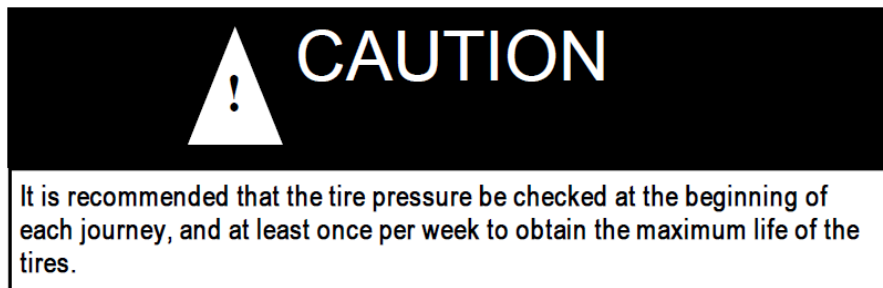 ! CAUTION
It is recommended that the tire pressure be checked at the beginning of
each journey, and at least once per week to obtain the maximum life of the
tires.